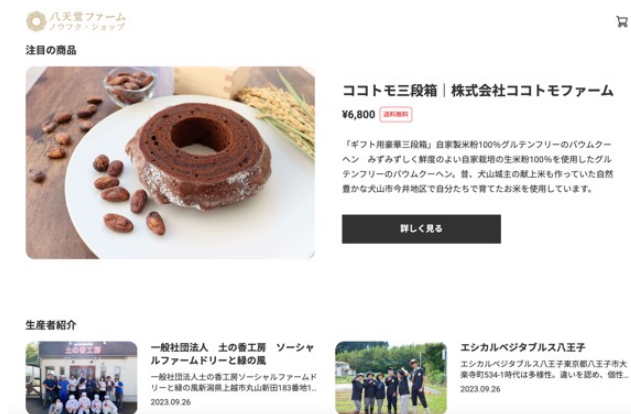 八天堂ファーム
ノウフク・ショップ
注目の商品
ココトモ三段箱｜株式会社ココトモファーム
¥6,800 送料無料
「ギフト用豪華三段箱」自家製米粉100%グルテンフリーのバウムクー
ヘン　みずみずしく鮮度のよい自家栽培の生米粉100%を使用したグル
テンフリーのバウムクーヘン。昔、犬山城主の献上米も作っていた自然
豊かな犬山市今井地区で自分たちで育てたお米を使用しています。
詳しく見る
生産者紹介
土の香工房
一般社団法人　土の香工房　ソーシャ
ルファームドリーと緑の風
一般社団法人土の香工房ソーシャルファームド
リーと緑の風新潟県上越市丸山新田183番地1...
2023.09.26
エシカルベジタブルス八王子
エシカルベジタブルス八王子東京都八王子市大
楽寺町534-1時代は多様性。違いを認め、個性...
2023.09.26